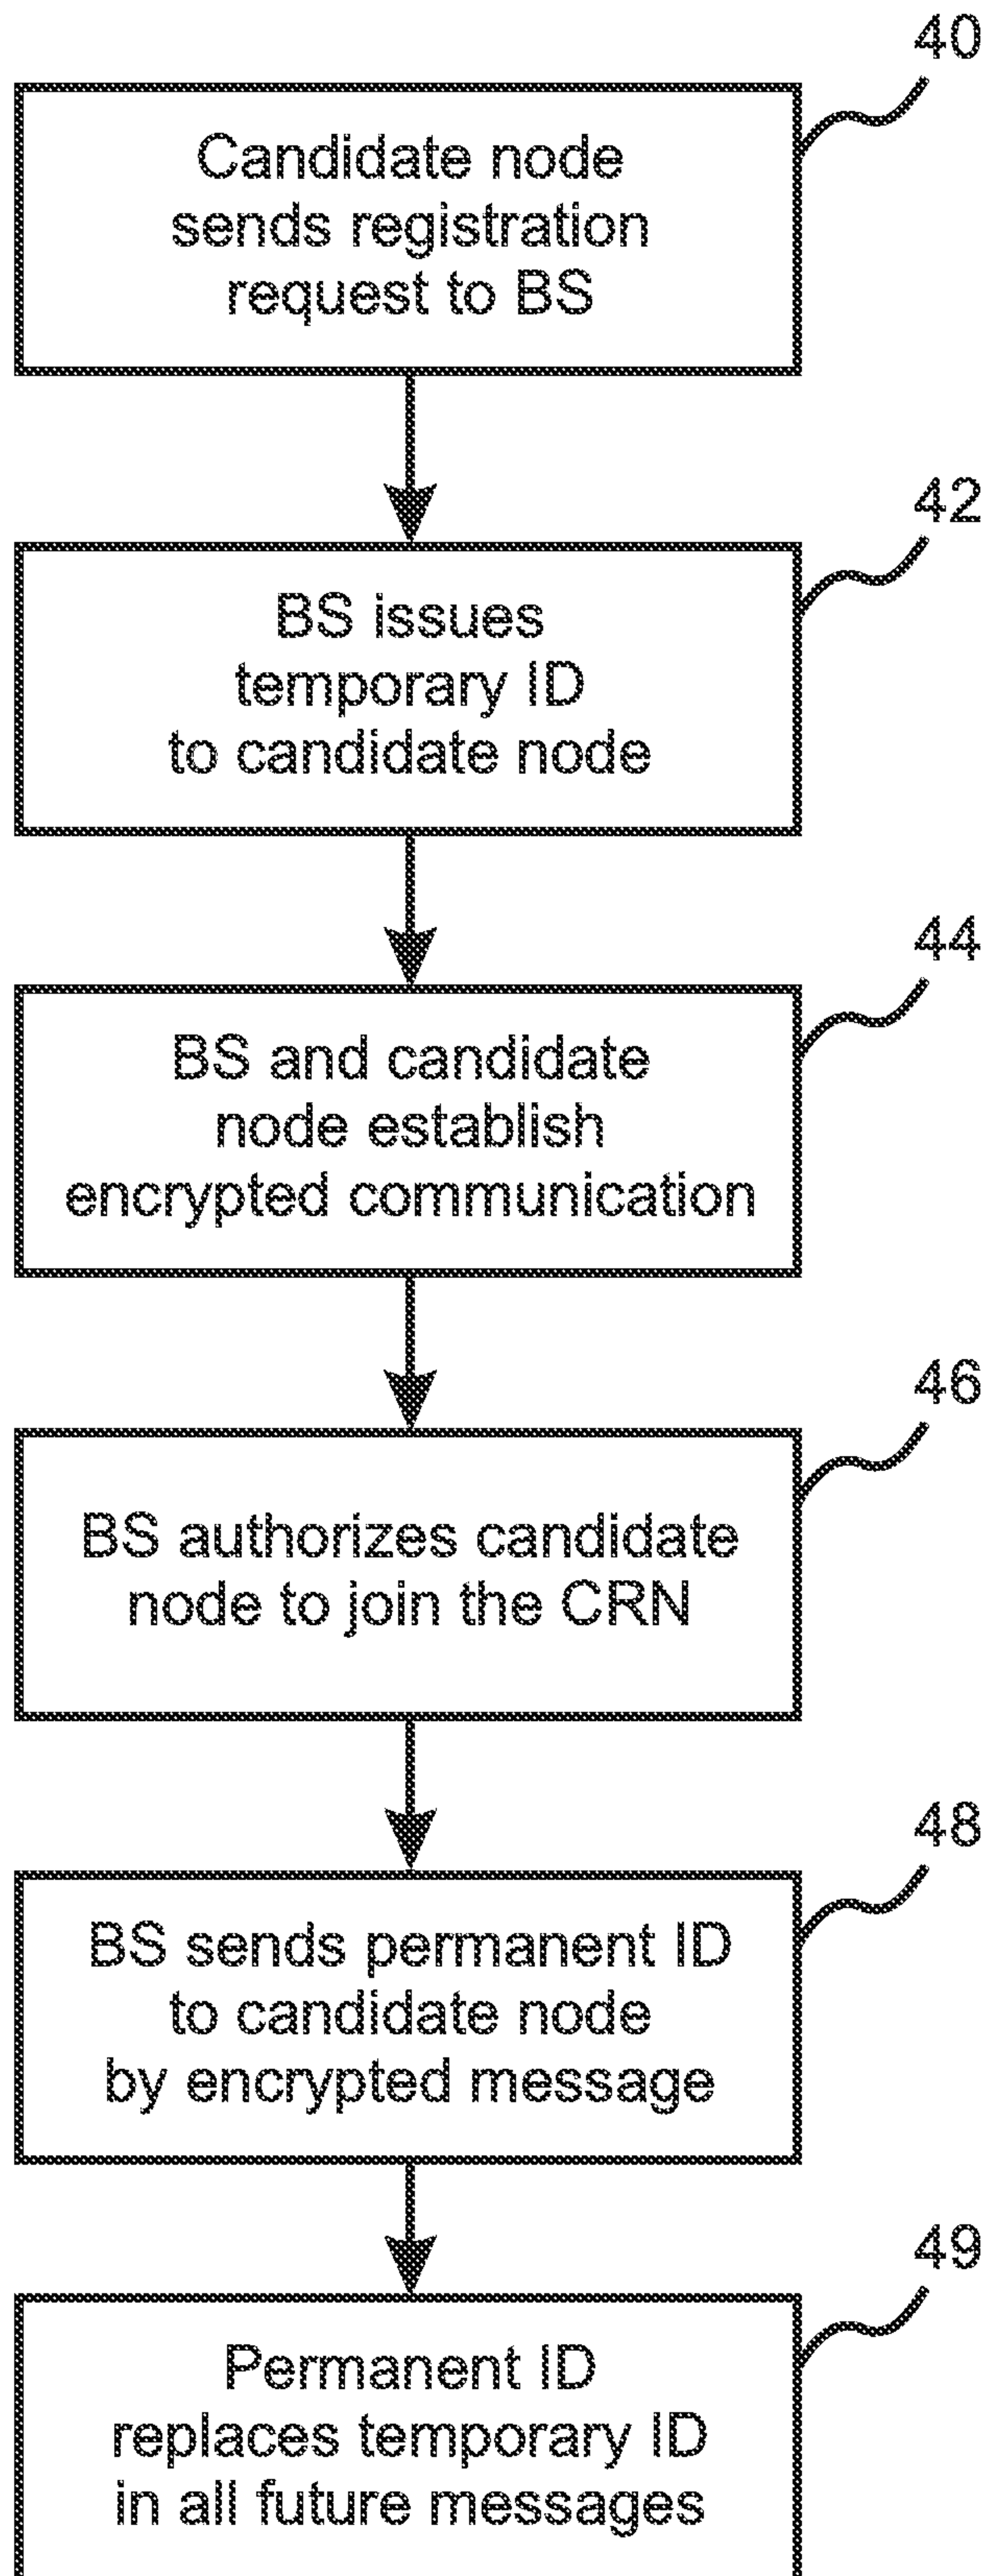 40
Candidate node
sends registration
request to BS
42
BS issues
temporary ID
to candidate node
44
BS and candidate
node establish
encrypted communication
46
BS authorizes candidate
node to join the CRN
48
BS sends permanent ID
to candidate node
by encrypted message
49
Permanent ID
replaces temporary ID
in all future messages